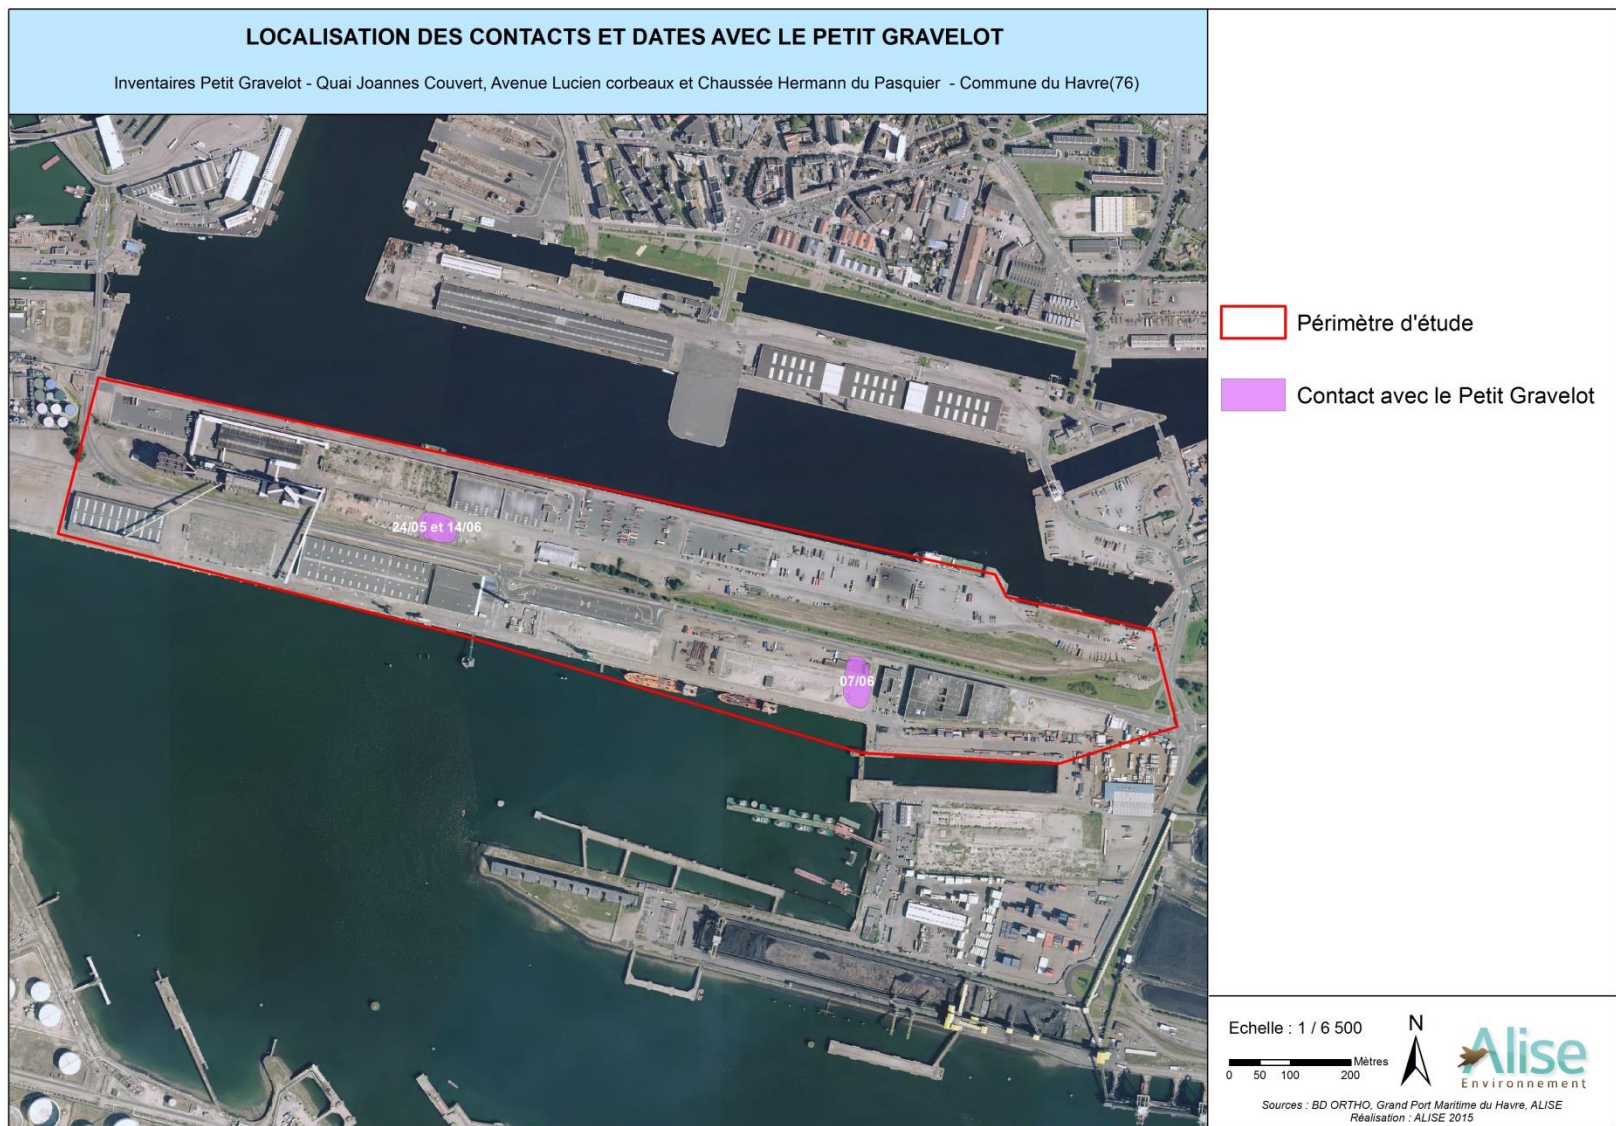 LOCALISATION DES CONTACTS ET DATES AVEC LE PETIT GRAVELOT
Inventaires Petit Gravelot - Quai Joannes Couvert, Avenue Lucien corbeaux et Chaussée Hermann du Pasquier - Commune du Havre(76)
24/05 et 14/06
07/06
Périmètre d'étude
Contact avec le Petit Gravelot
Echelle : 1 / 6 500
N
Mètres
0 50 100 200
Alise
Environnement
Sources : BD ORTHO, Grand Port Maritime du Havre, ALISE
Réalisation : ALISE 2015